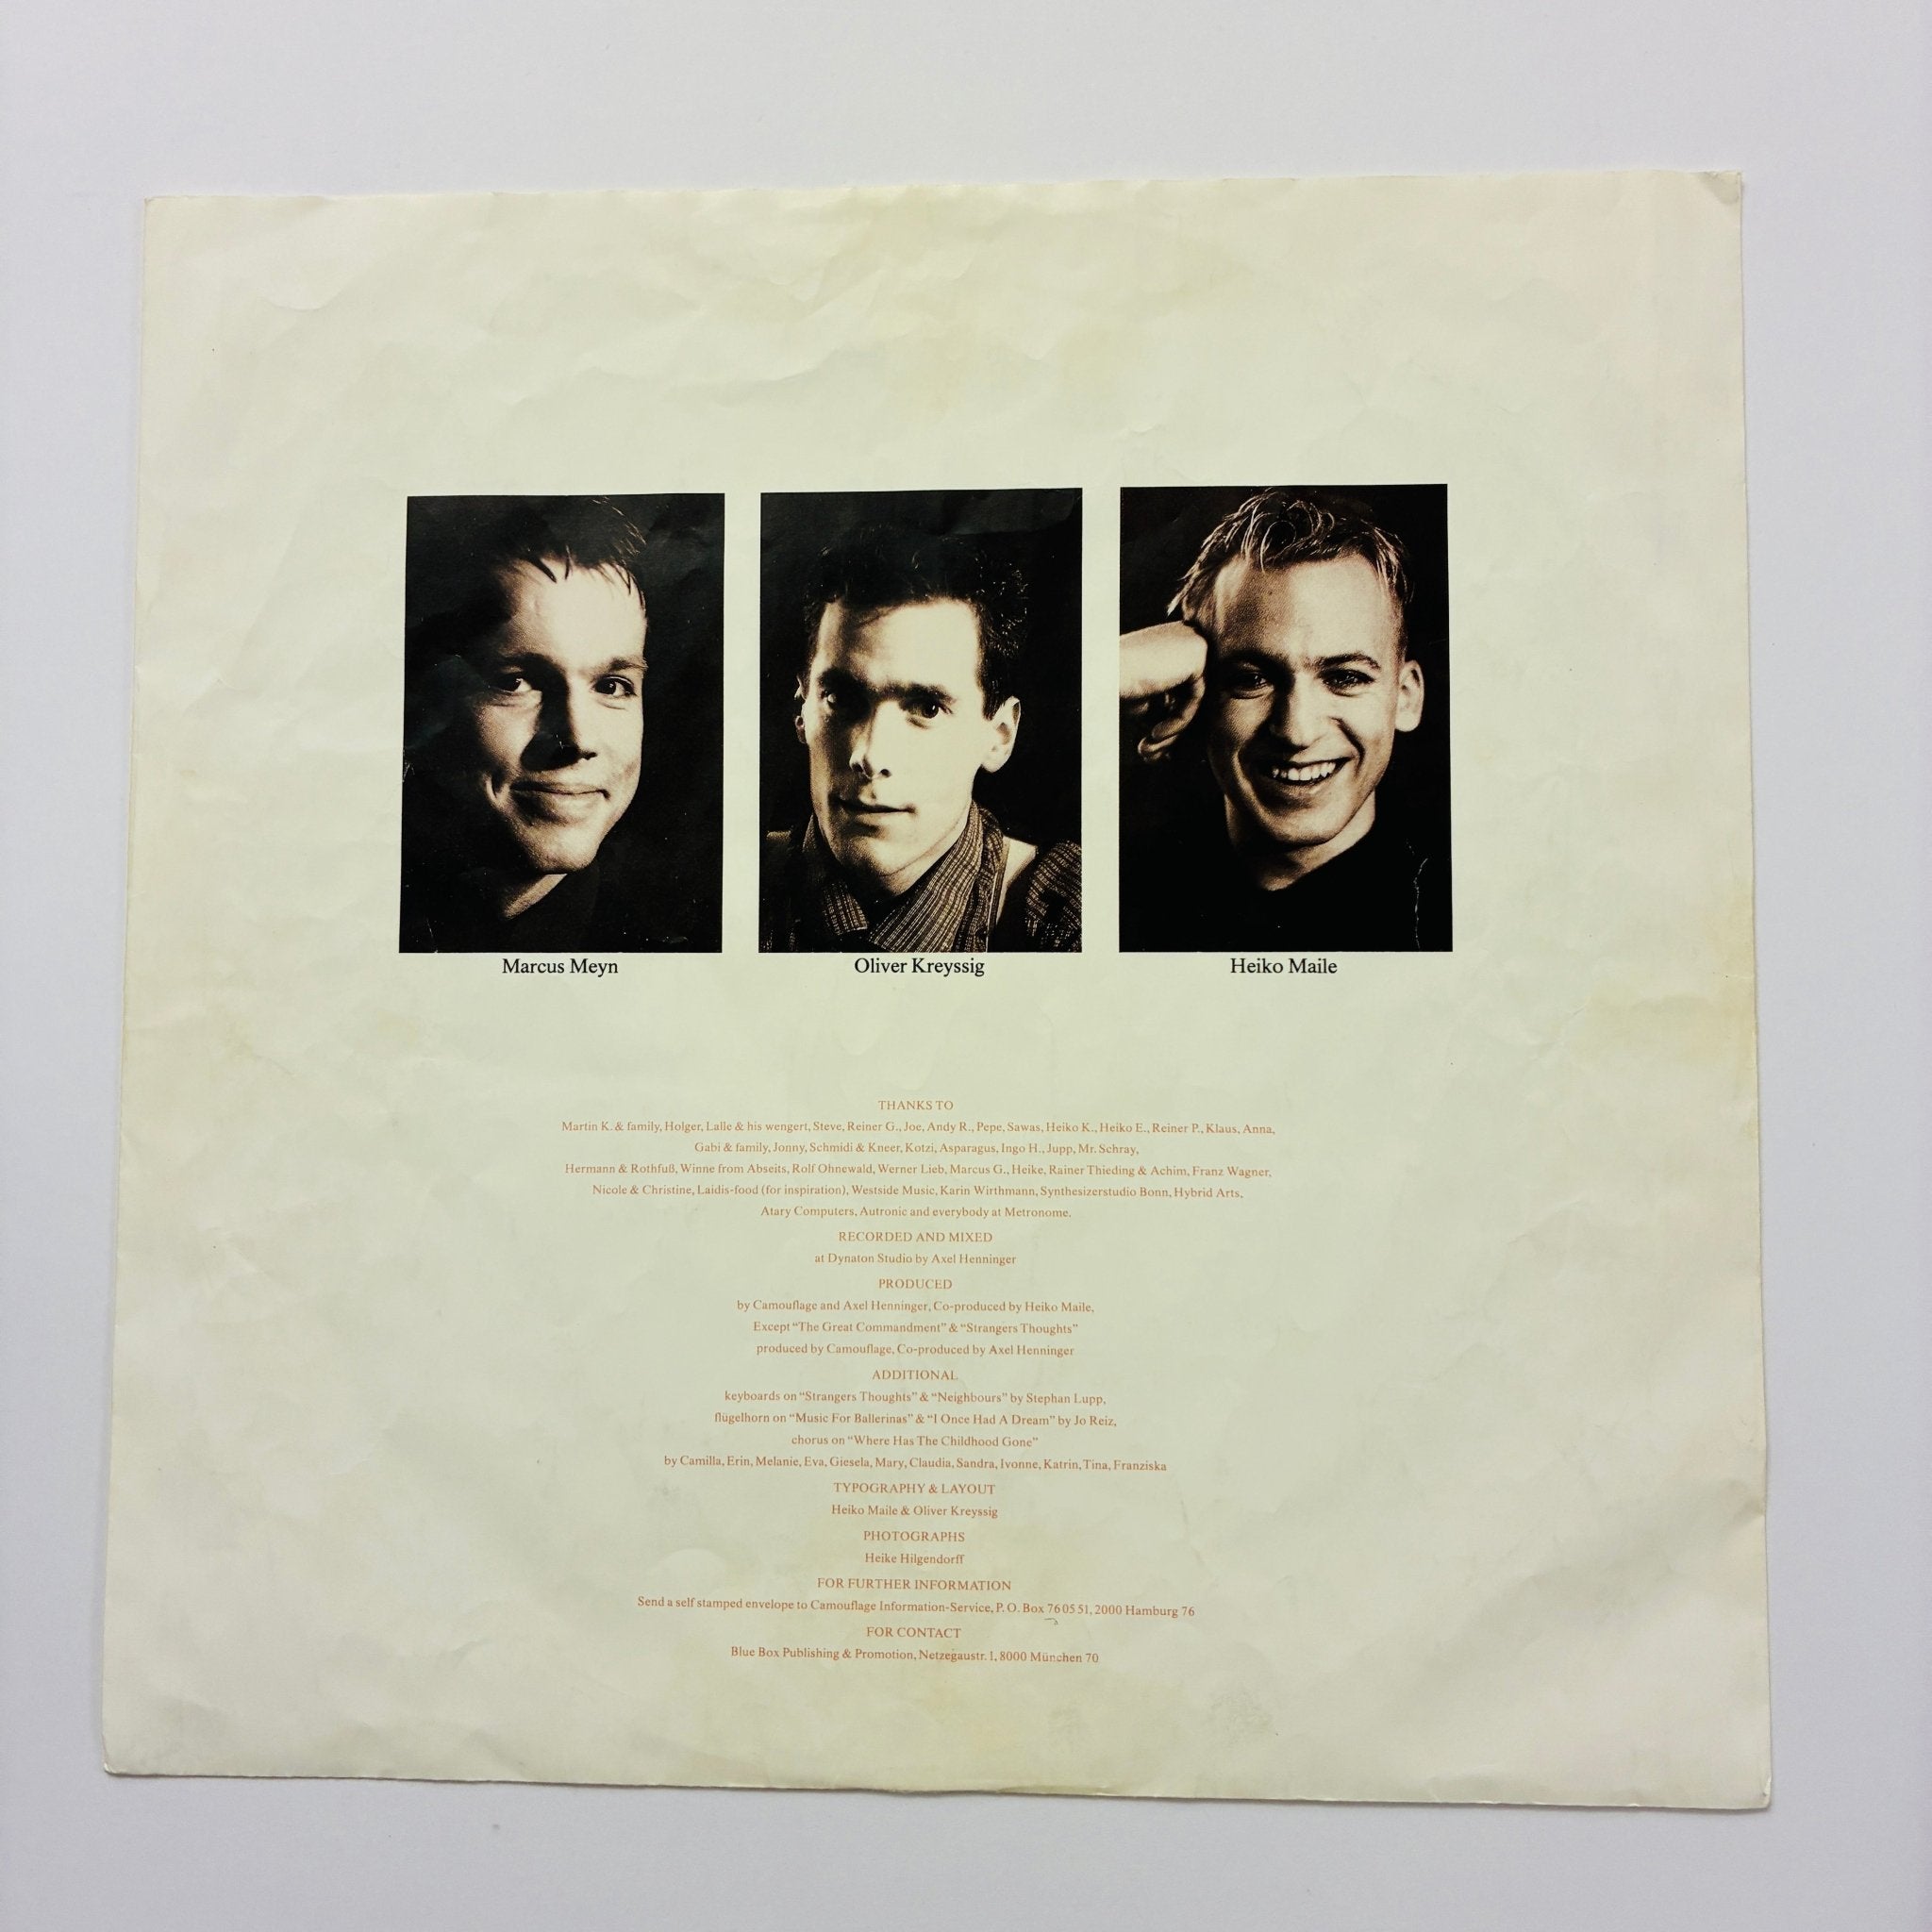 Marcus Meyn
Oliver Kreyssig
Heiko Maile
THANKS TO
Martin K. & family, Holger, Lalle & his wengert, Steve, Reiner G., Joe, Andy R., Pepe, Sawas, Heiko K., Heiko E., Reiner P., Klaus, Anna,
Gabi & family, Jonny, Schmidi & Kneer, Kotzi, Asparagus, Ingo H., Jupp, Mr. Schray,
Hermann & Rothfuß, Winne from Abseits, Rolf Ohnewald, Werner Lieb, Marcus G., Heike, Rainer Thieding & Achim, Franz Wagner,
Nicole & Christine, Laidis-food (for inspiration), Westside Music, Karin Wirthmann, Synthesizerstudio Bonn, Hybrid Arts,
Atary Computers, Autronic and everybody at Metronome.
RECORDED AND MIXED
at Dynaton Studio by Axel Henninger
PRODUCED
by Camouflage and Axel Henninger, Co-produced by Heiko Maile,
Except “The Great Commandment” & “Strangers Thoughts”
produced by Camouflage, Co-produced by Axel Henninger
ADDITIONAL
keyboards on “Strangers Thoughts” & “Neighbours” by Stephan Lupp,
flügelhorn on “Music For Ballerinas” & “I Once Had A Dream” by Jo Reiz,
chorus on “Where Has The Childhood Gone”
by Camilla, Erin, Melanie, Eva, Giesela, Mary, Claudia, Sandra, Ivonne, Katrin, Tina, Franziska
TYPOGRAPHY & LAYOUT
Heiko Maile & Oliver Kreyssig
PHOTOGRAPHS
Heike Hilgendorff
FOR FURTHER INFORMATION
Send a self stamped envelope to Camouflage Information-Service, P. O. Box 76 05 51, 2000 Hamburg 76
FOR CONTACT
Blue Box Publishing & Promotion, Netzegaustr. 1, 8000 München 70